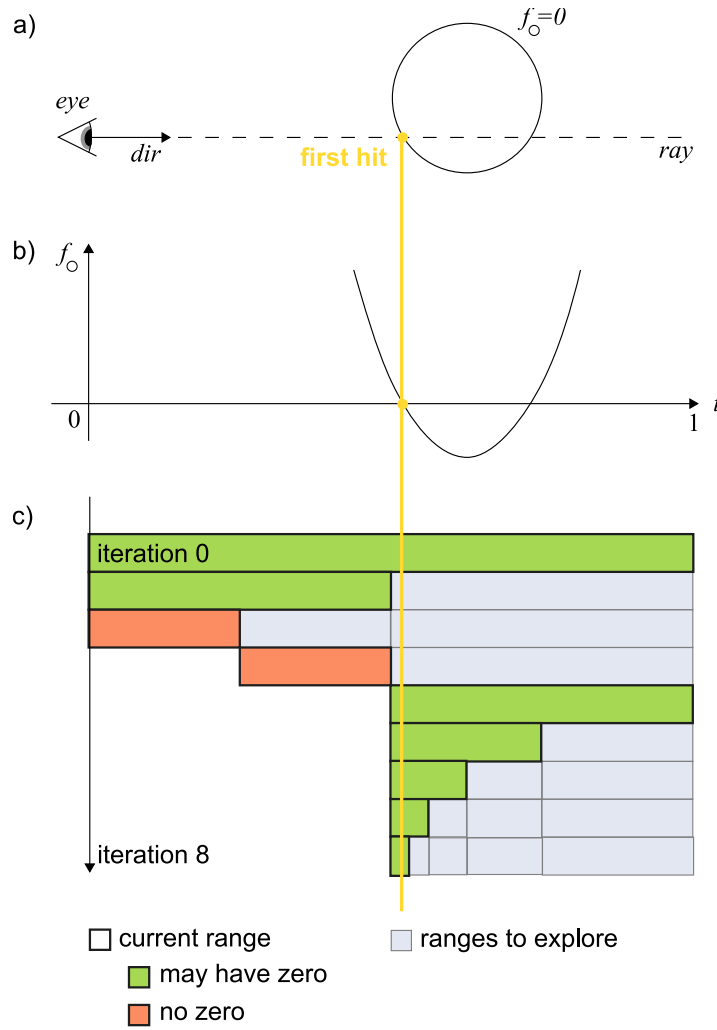 a)
f○=0
eye
dir
first hit
ray
b)
f○
0
1
t
c)
iteration 0
iteration 8
current range
ranges to explore
may have zero
no zero